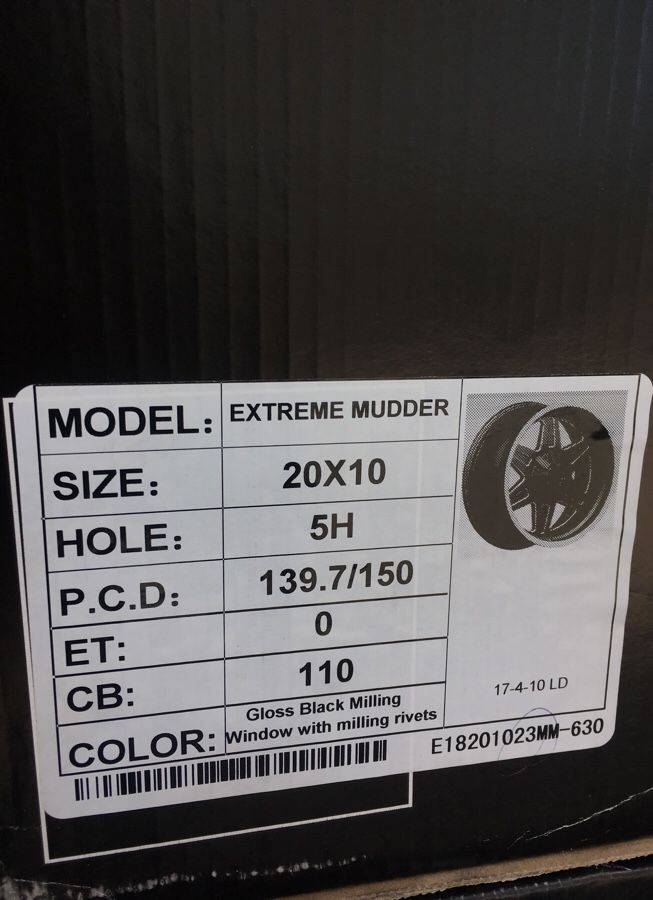 MODEL: EXTREME MUDDER
SIZE: 20X10
HOLE: 5H
P.C.D: 139.7/150
ET: 0
CB: 110
COLOR: Gloss Black Milling
Window with milling rivets
17-4-10 LD
E18201023MM-630